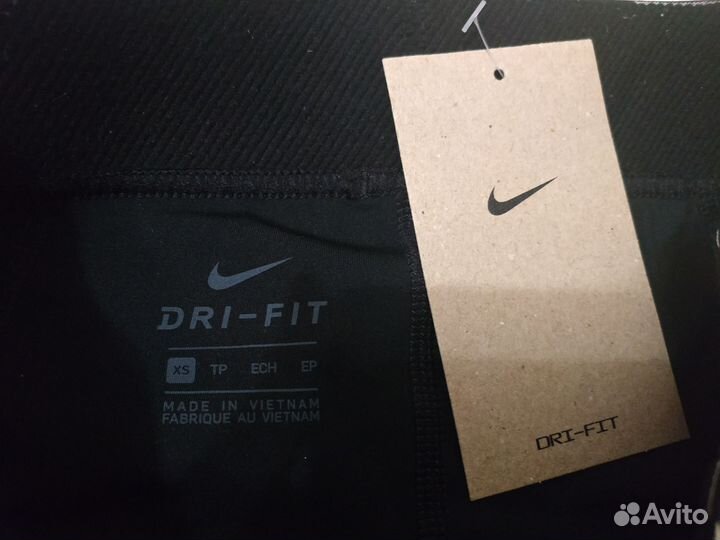 DRI-FIT
XS TP ECH EP
MADE IN VIETNAM
FABRIQUE AU VIETNAM
DRI-FIT
Avito